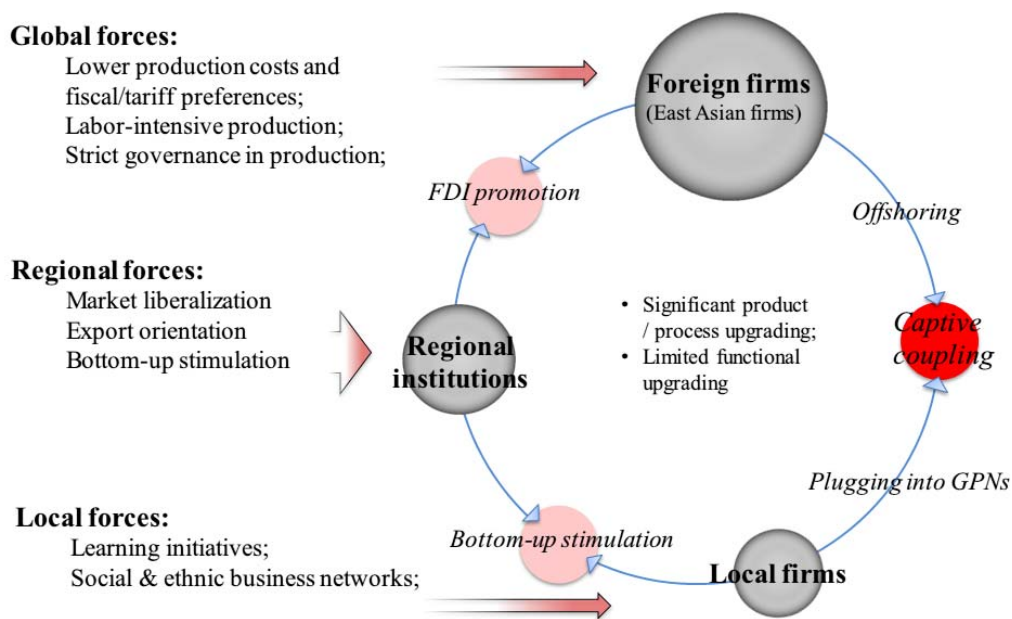 Global forces:
Lower production costs and
fiscal/tariff preferences;
Labor-intensive production;
Strict governance in production;
Foreign firms
(East Asian firms)
FDI promotion
Offshoring
Regional forces:
Market liberalization
Export orientation
Bottom-up stimulation
Regional
institutions
• Significant product
/ process upgrading;
• Limited functional
upgrading
Captive
coupling
Plugging into GPNs
Local forces:
Learning initiatives;
Social & ethnic business networks;
Bottom-up stimulation
Local firms